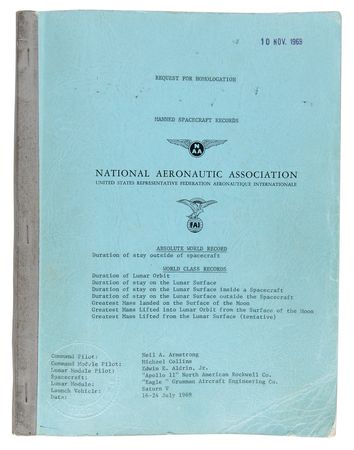 10 NOV. 1969
REQUEST FOR HOMOLOGATION
MANNED SPACECRAFT RECORDS
N
AA
NATIONAL AERONAUTIC ASSOCIATION
UNITED STATES REPRESENTATIVE FEDERATION AERONAUTIQUE INTERNATIONALE
FAI
ABSOLUTE WORLD RECORD
Duration of stay outside of spacecraft
WORLD CLASS RECORDS
Duration of Lunar Orbit
Duration of stay on the Lunar Surface
Duration of stay on the Lunar Surface inside a Spacecraft
Duration of stay on the Lunar Surface outside the Spacecraft
Greatest Mass landed on the Surface of the Moon
Greatest Mass Lifted into Lunar Orbit from the Surface of the Moon
Greatest Mass Lifted from the Lunar Surface (tentative)
Command Pilot: Neil A. Armstrong
Command Module Pilot: Michael Collins
Lunar Module Pilot: Edwin E. Aldrin, Jr.
Spacecraft: "Apollo 11" North American Rockwell Co.
Lunar Module: "Eagle" Grumman Aircraft Engineering Co.
Launch Vehicle: Saturn V
Date: 16-24 July 1969